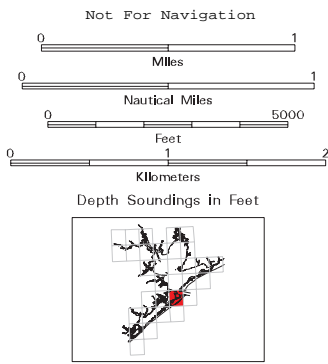 Not For Navigation
0 1
Miles
0 1
Nautical Miles
0 5000
Feet
0 1 2
Kilometers
Depth Soundings in Feet